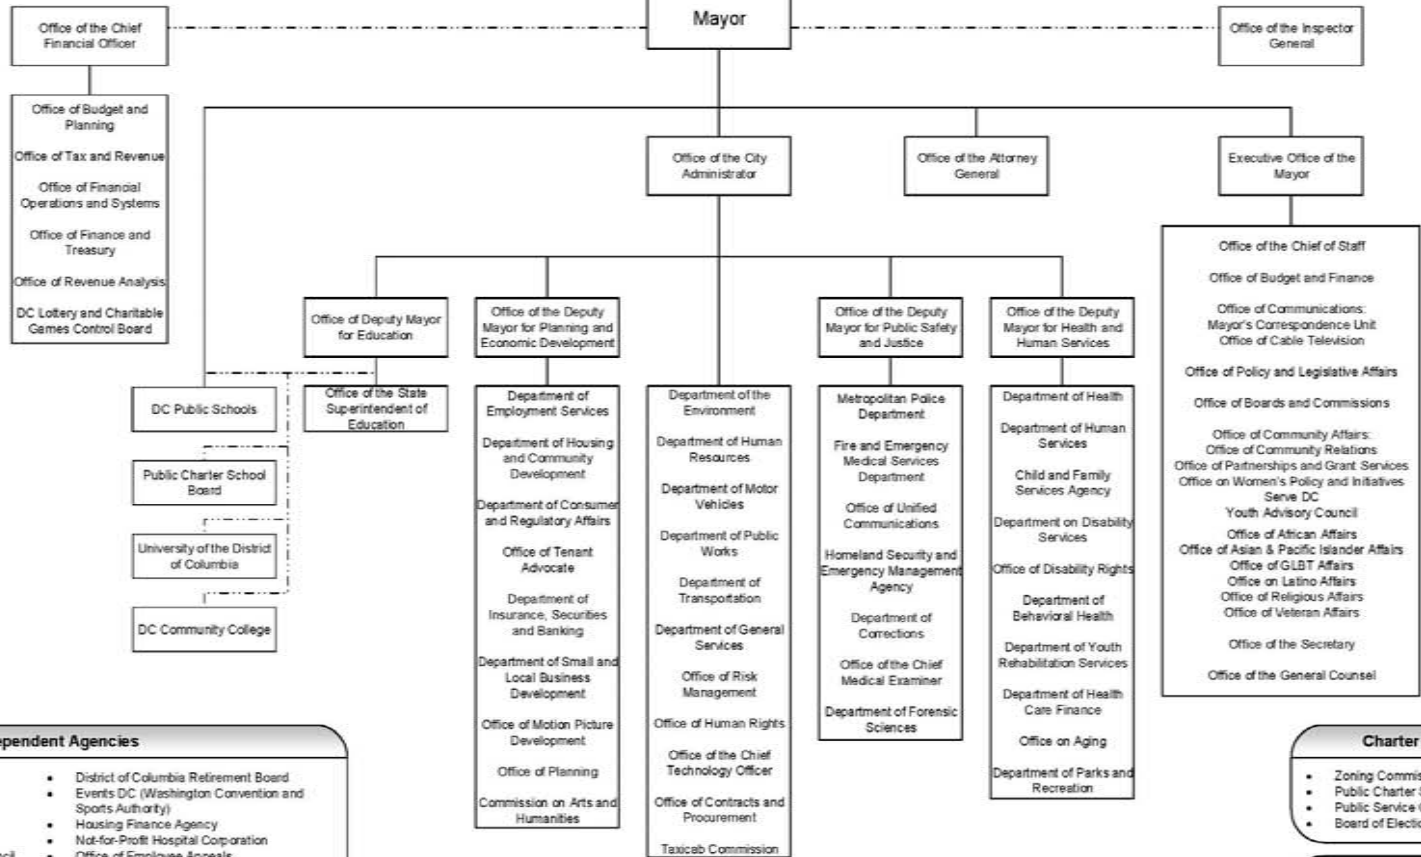 Office of the Chief
Financial Officer
Mayor
Office of the Inspector
General
Office of Budget and
Planning
Office of Tax and Revenue
Office of Financial
Operations and Systems
Office of Finance and
Treasury
Office of Revenue Analysis
DC Lottery and Charitable
Games Control Board
Office of the City
Administrator
Office of the Attorney
General
Executive Office of the
Mayor
Office of the Chief of Staff
Office of Budget and Finance
Office of Communications:
Mayor's Correspondence Unit
Office of Cable Television
Office of Policy and Legislative Affairs
Office of Boards and Commissions
Office of Community Affairs:
Office of Community Relations
Office of Partnerships and Grant Services
Office on Women's Policy and Initiatives
Serve DC
Youth Advisory Council
Office of African Affairs
Office of Asian & Pacific Islander Affairs
Office of GLBT Affairs
Office on Latino Affairs
Office of Religious Affairs
Office of Veteran Affairs
Office of the Secretary
Office of the General Counsel
Office of Deputy Mayor
for Education
Office of the Deputy
Mayor for Planning and
Economic Development
Office of the Deputy
Mayor for Public Safety
and Justice
Office of the Deputy
Mayor for Health and
Human Services
DC Public Schools
Public Charter School
Board
University of the District
of Columbia
DC Community College
Office of the State
Superintendent of
Education
Department of
Employment Services
Department of Housing
and Community
Development
Department of Consumer
and Regulatory Affairs
Office of Tenant
Advocate
Department of
Insurance, Securities
and Banking
Department of Small and
Local Business
Development
Office of Motion Picture
Development
Office of Planning
Commission on Arts and
Humanities
Department of the
Environment
Department of Human
Resources
Department of Motor
Vehicles
Department of Public
Works
Department of
Transportation
Department of General
Services
Office of Risk
Management
Office of Human Rights
Office of the Chief
Technology Officer
Office of Contracts and
Procurement
Taxicab Commission
Metropolitan Police
Department
Fire and Emergency
Medical Services
Department
Office of Unified
Communications
Homeland Security and
Emergency Management
Agency
Department of
Corrections
Office of the Chief
Medical Examiner
Department of Forensic
Sciences
Department of Health
Department of Human
Services
Child and Family
Services Agency
Department on Disability
Services
Office of Disability Rights
Department of
Behavioral Health
Department of Youth
Rehabilitation Services
Department of Health
Care Finance
Office on Aging
Department of Parks and
Recreation
ependent Agencies
• District of Columbia Retirement Board
• Events DC (Washington Convention and
Sports Authority)
• Housing Finance Agency
• Not-for-Profit Hospital Corporation
• Office of Employee Appeals
Charter
• Zoning Commis
• Public Charter
• Public Service
• Board of Electio